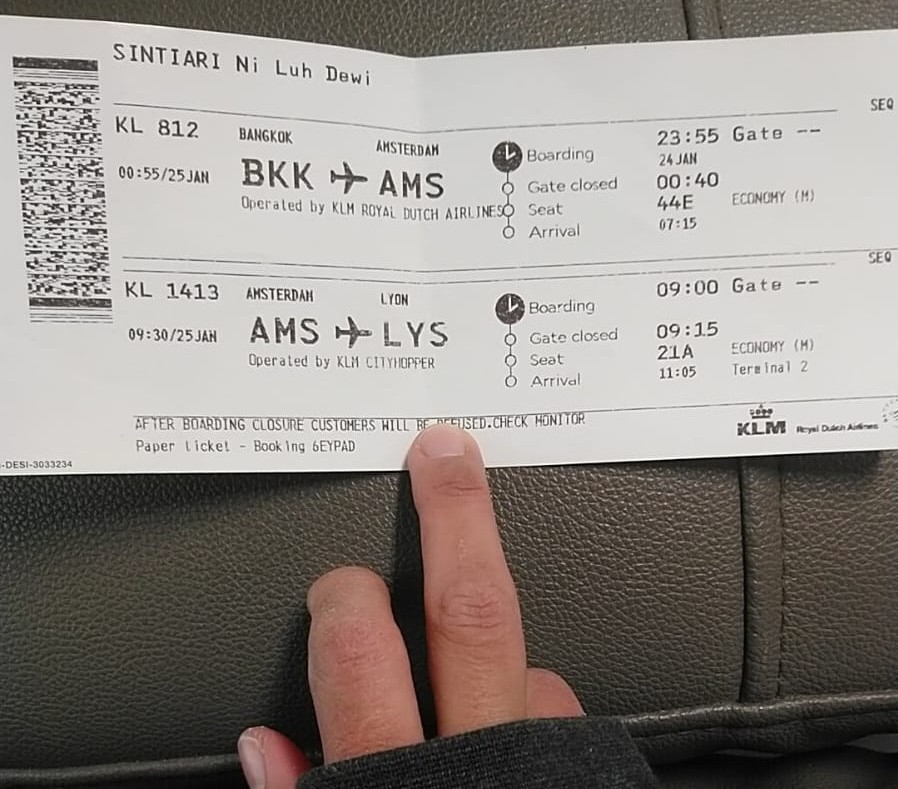 SINTIARI Ni Luh Dewi
SEQ
KL 812 BANGKOK AMSTERDAM Boarding 23:55 Gate --
24JAN
00:55/25JAN BKK AMS Gate closed 00:40
Operated by KLM ROYAL DUTCH AIRLINES Seat 44E ECONOMY (M)
Arrival 07:15
SEQ
KL 1413 AMSTERDAM LYON Boarding 09:00 Gate --
09:30/25JAN AMS LYS Gate closed 09:15
Operated by KLM CITYHOPPER Seat 21A ECONOMY (M)
Arrival 11:05 Terminal 2
AFTER BOARDING CLOSURE CUSTOMERS WILL BE REFUSED.CHECK MONITOR
Paper ticket - Booking 6EYPAD
KLM Royal Dutch Airlines
-DESI-3033234